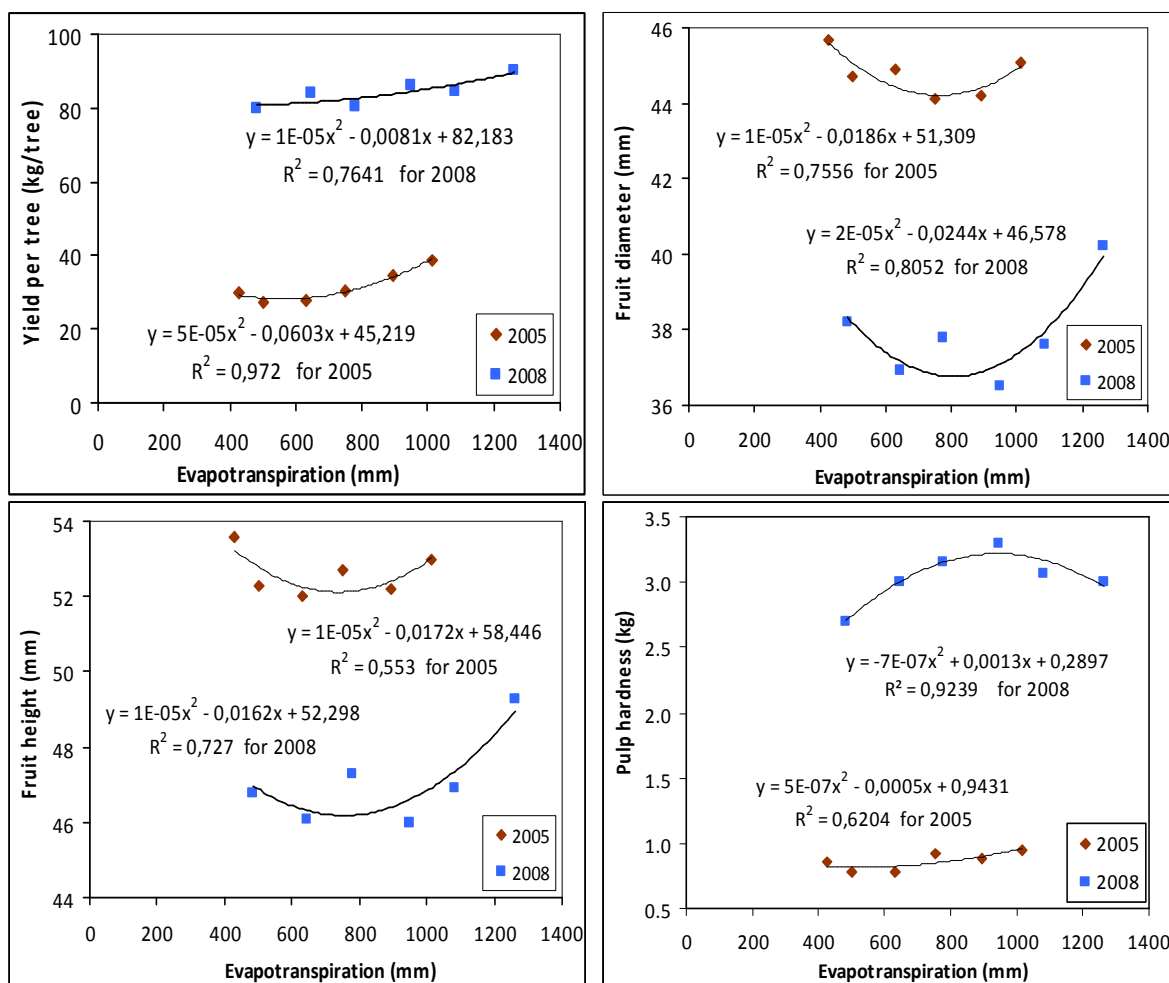 100
80
60
40
20
0
Yield per tree (kg/tree)
y = 1E-05x² - 0,0081x + 82,183
R² = 0,7641 for 2008
y = 5E-05x² - 0,0603x + 45,219
R² = 0,972 for 2005
2005
2008
0 200 400 600 800 1000 1200 1400
Evapotranspiration (mm)
46
44
42
40
38
36
Fruit diameter (mm)
y = 1E-05x² - 0,0186x + 51,309
R² = 0,7556 for 2005
y = 2E-05x² - 0,0244x + 46,578
R² = 0,8052 for 2008
2005
2008
0 200 400 600 800 1000 1200 1400
Evapotranspiration (mm)
54
52
50
48
46
44
Fruit height (mm)
y = 1E-05x² - 0,0172x + 58,446
R² = 0,553 for 2005
y = 1E-05x² - 0,0162x + 52,298
R² = 0,727 for 2008
2005
2008
0 200 400 600 800 1000 1200 1400
Evapotranspiration (mm)
3.5
3.0
2.5
2.0
1.5
1.0
0.5
Pulp hardness (kg)
y = -7E-07x² + 0,0013x + 0,2897
R² = 0,9239 for 2008
y = 5E-07x² - 0,0005x + 0,9431
R² = 0,6204 for 2005
2005
2008
0 200 400 600 800 1000 1200 1400
Evapotranspiration (mm)